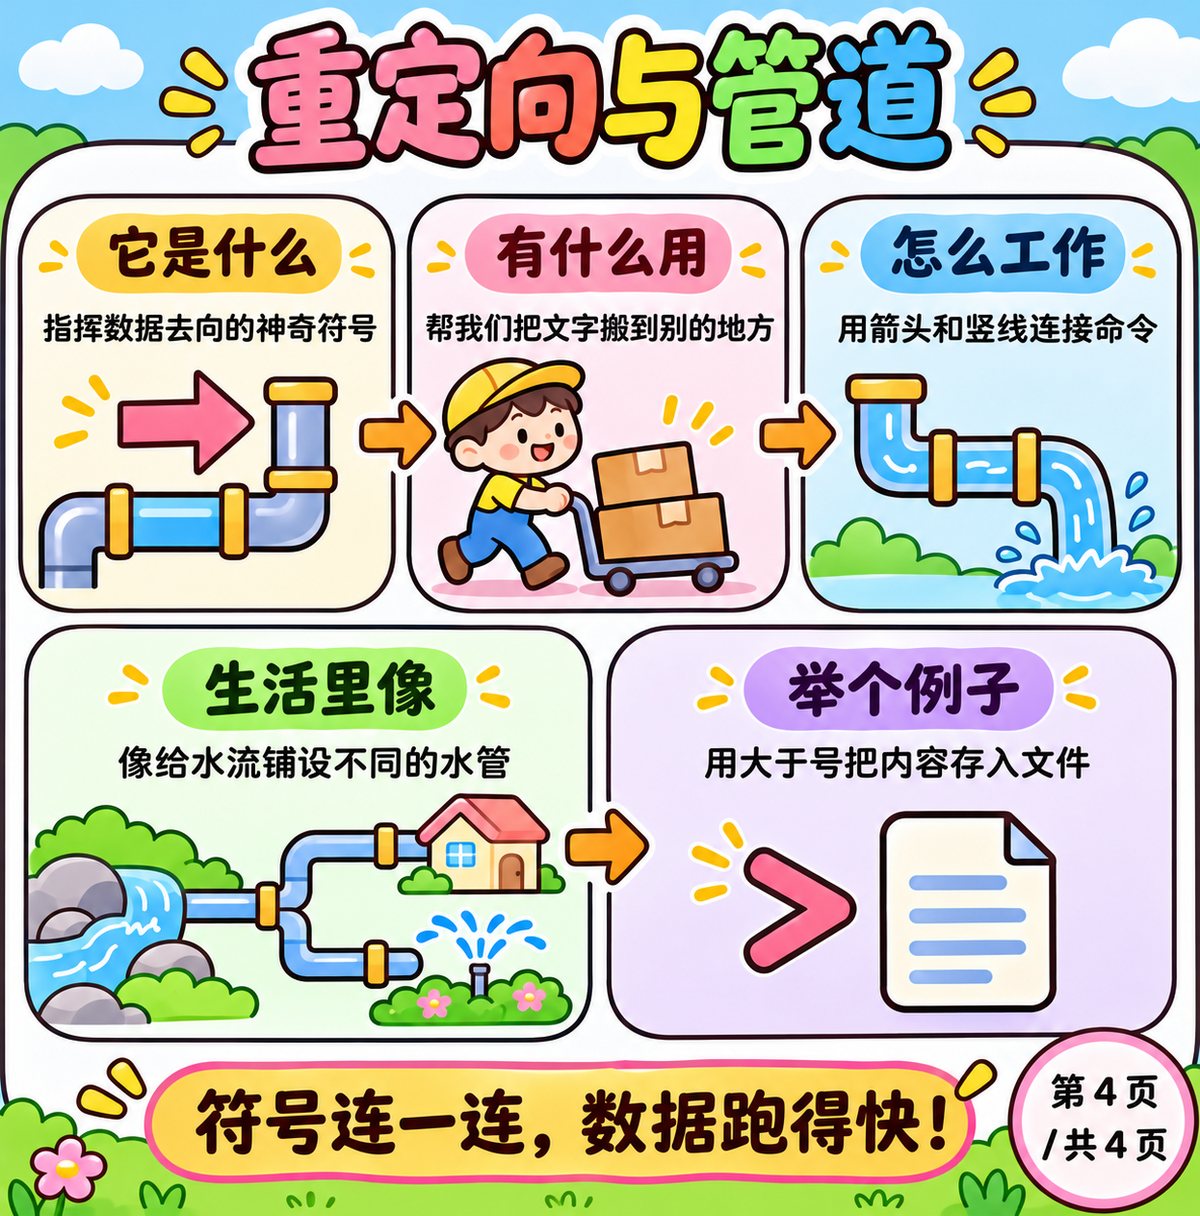 重定向与管道
它是什么
指挥数据去向的神奇符号
有什么用
帮我们把文字搬到别的地方
怎么工作
用箭头和竖线连接命令
生活里像
像给水流铺设不同的水管
举个例子
用大于号把内容存入文件
符号连一连，数据跑得快！
第4页
/共4页